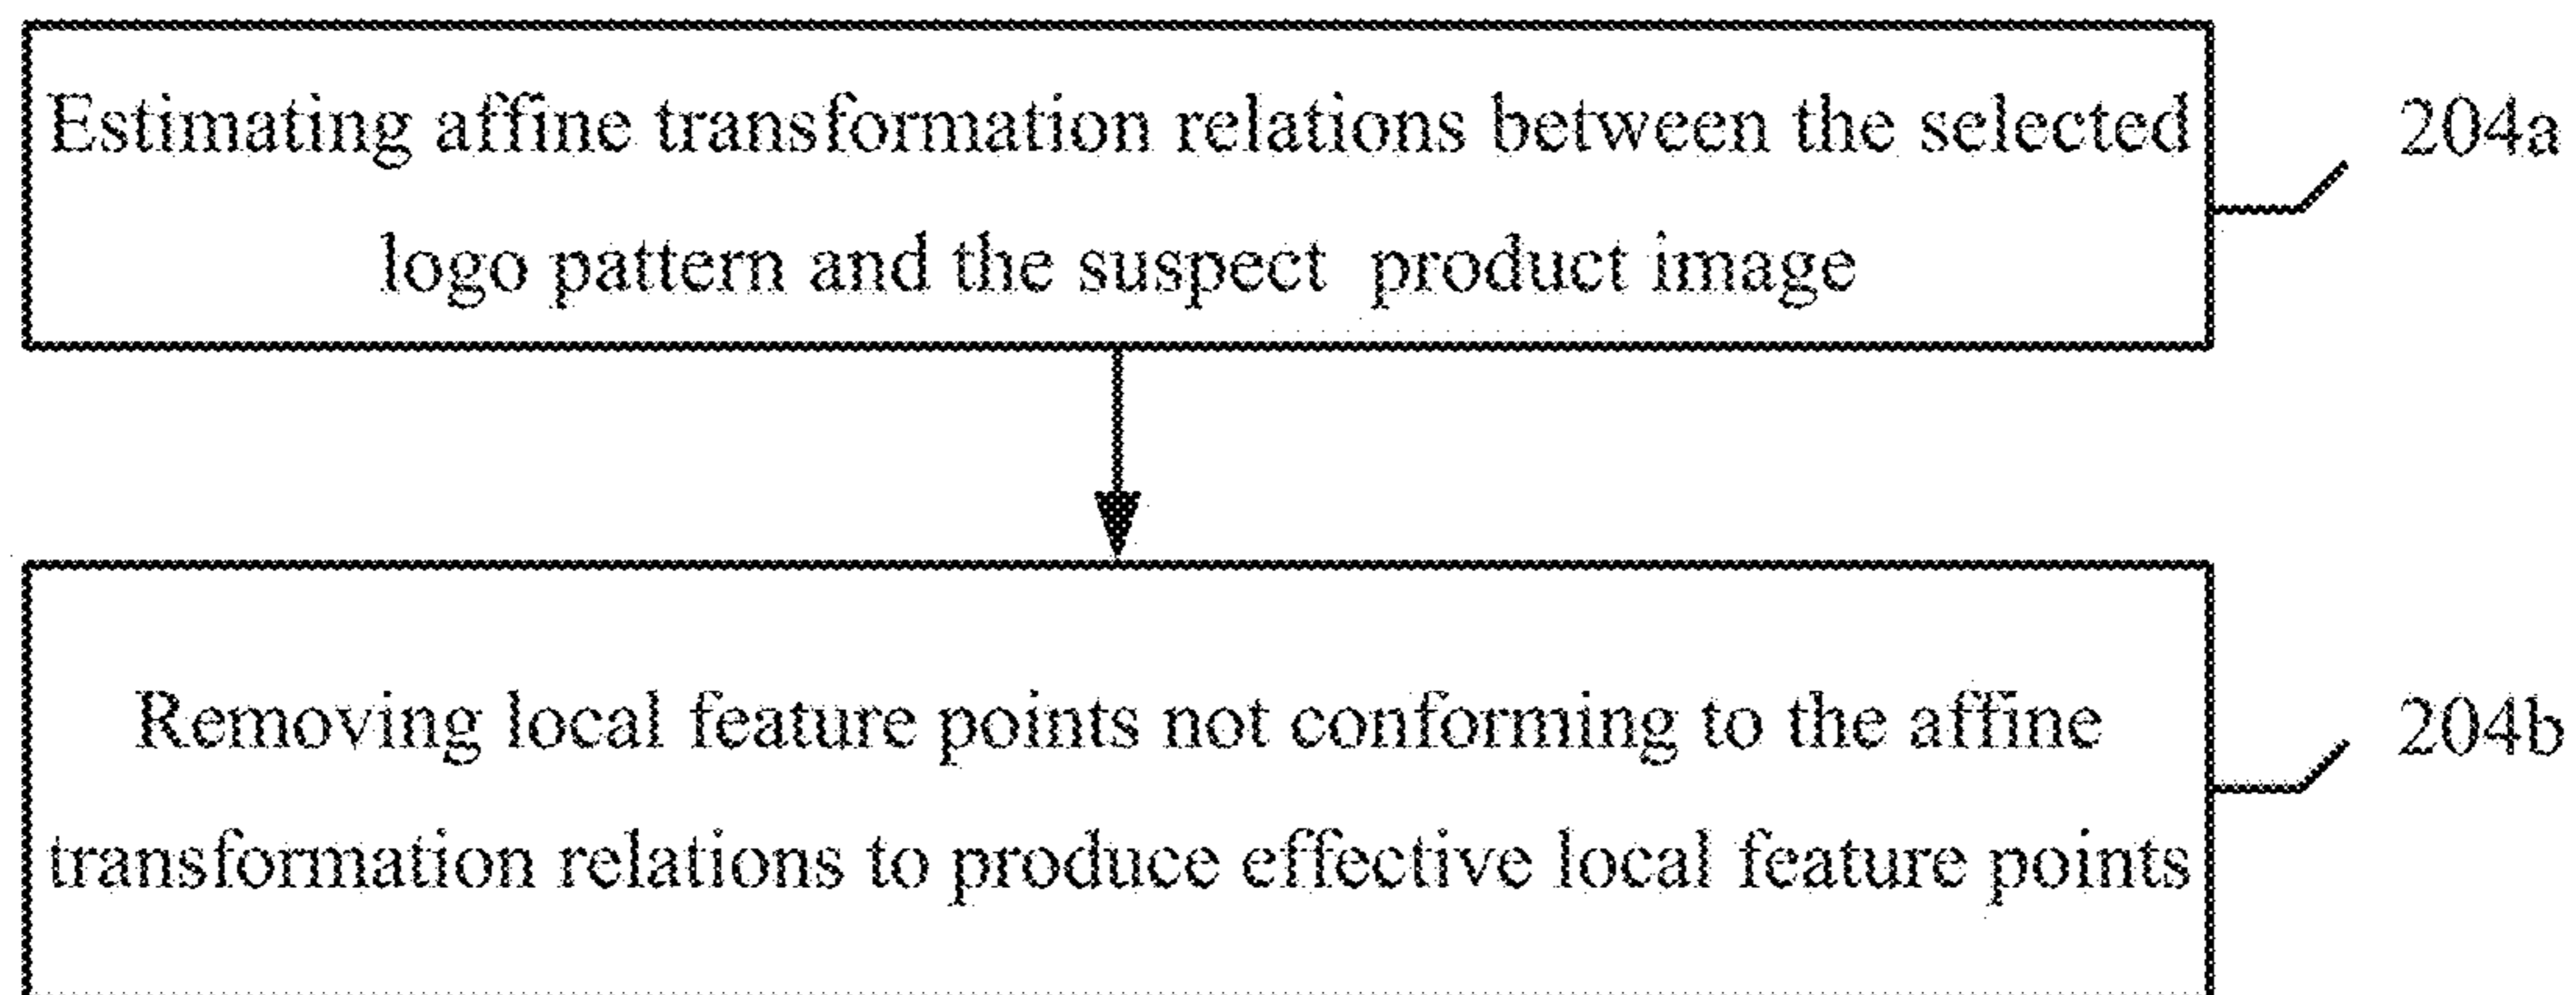 Estimating affine transformation relations between the selected
204a
logo pattern and the suspect product image
Removing local feature points not conforming to the affine
204b
transformation relations to produce effective local feature points